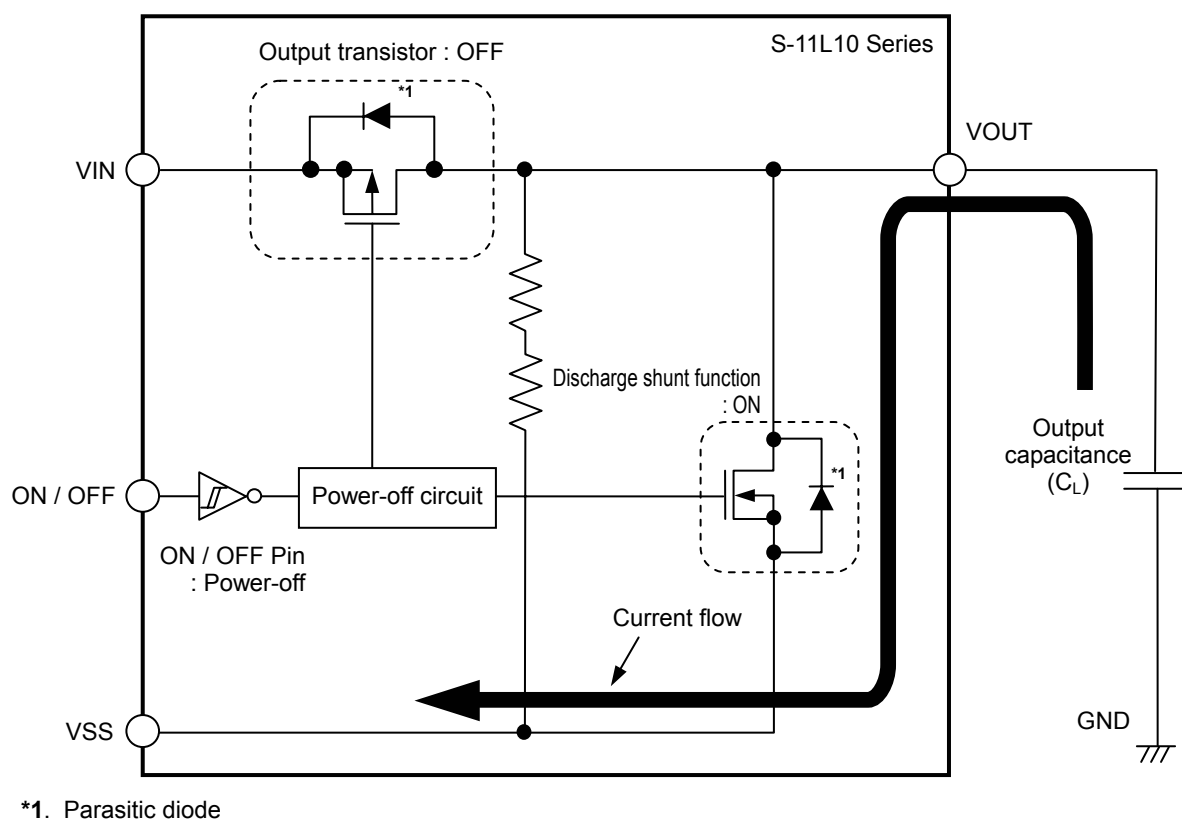 Output transistor : OFF
S-11L10 Series
*1
VIN
VOUT
Discharge shunt function
: ON
*1
Output
capacitance
(CL)
ON / OFF
Power-off circuit
ON / OFF Pin
: Power-off
Current flow
VSS
GND
*1. Parasitic diode